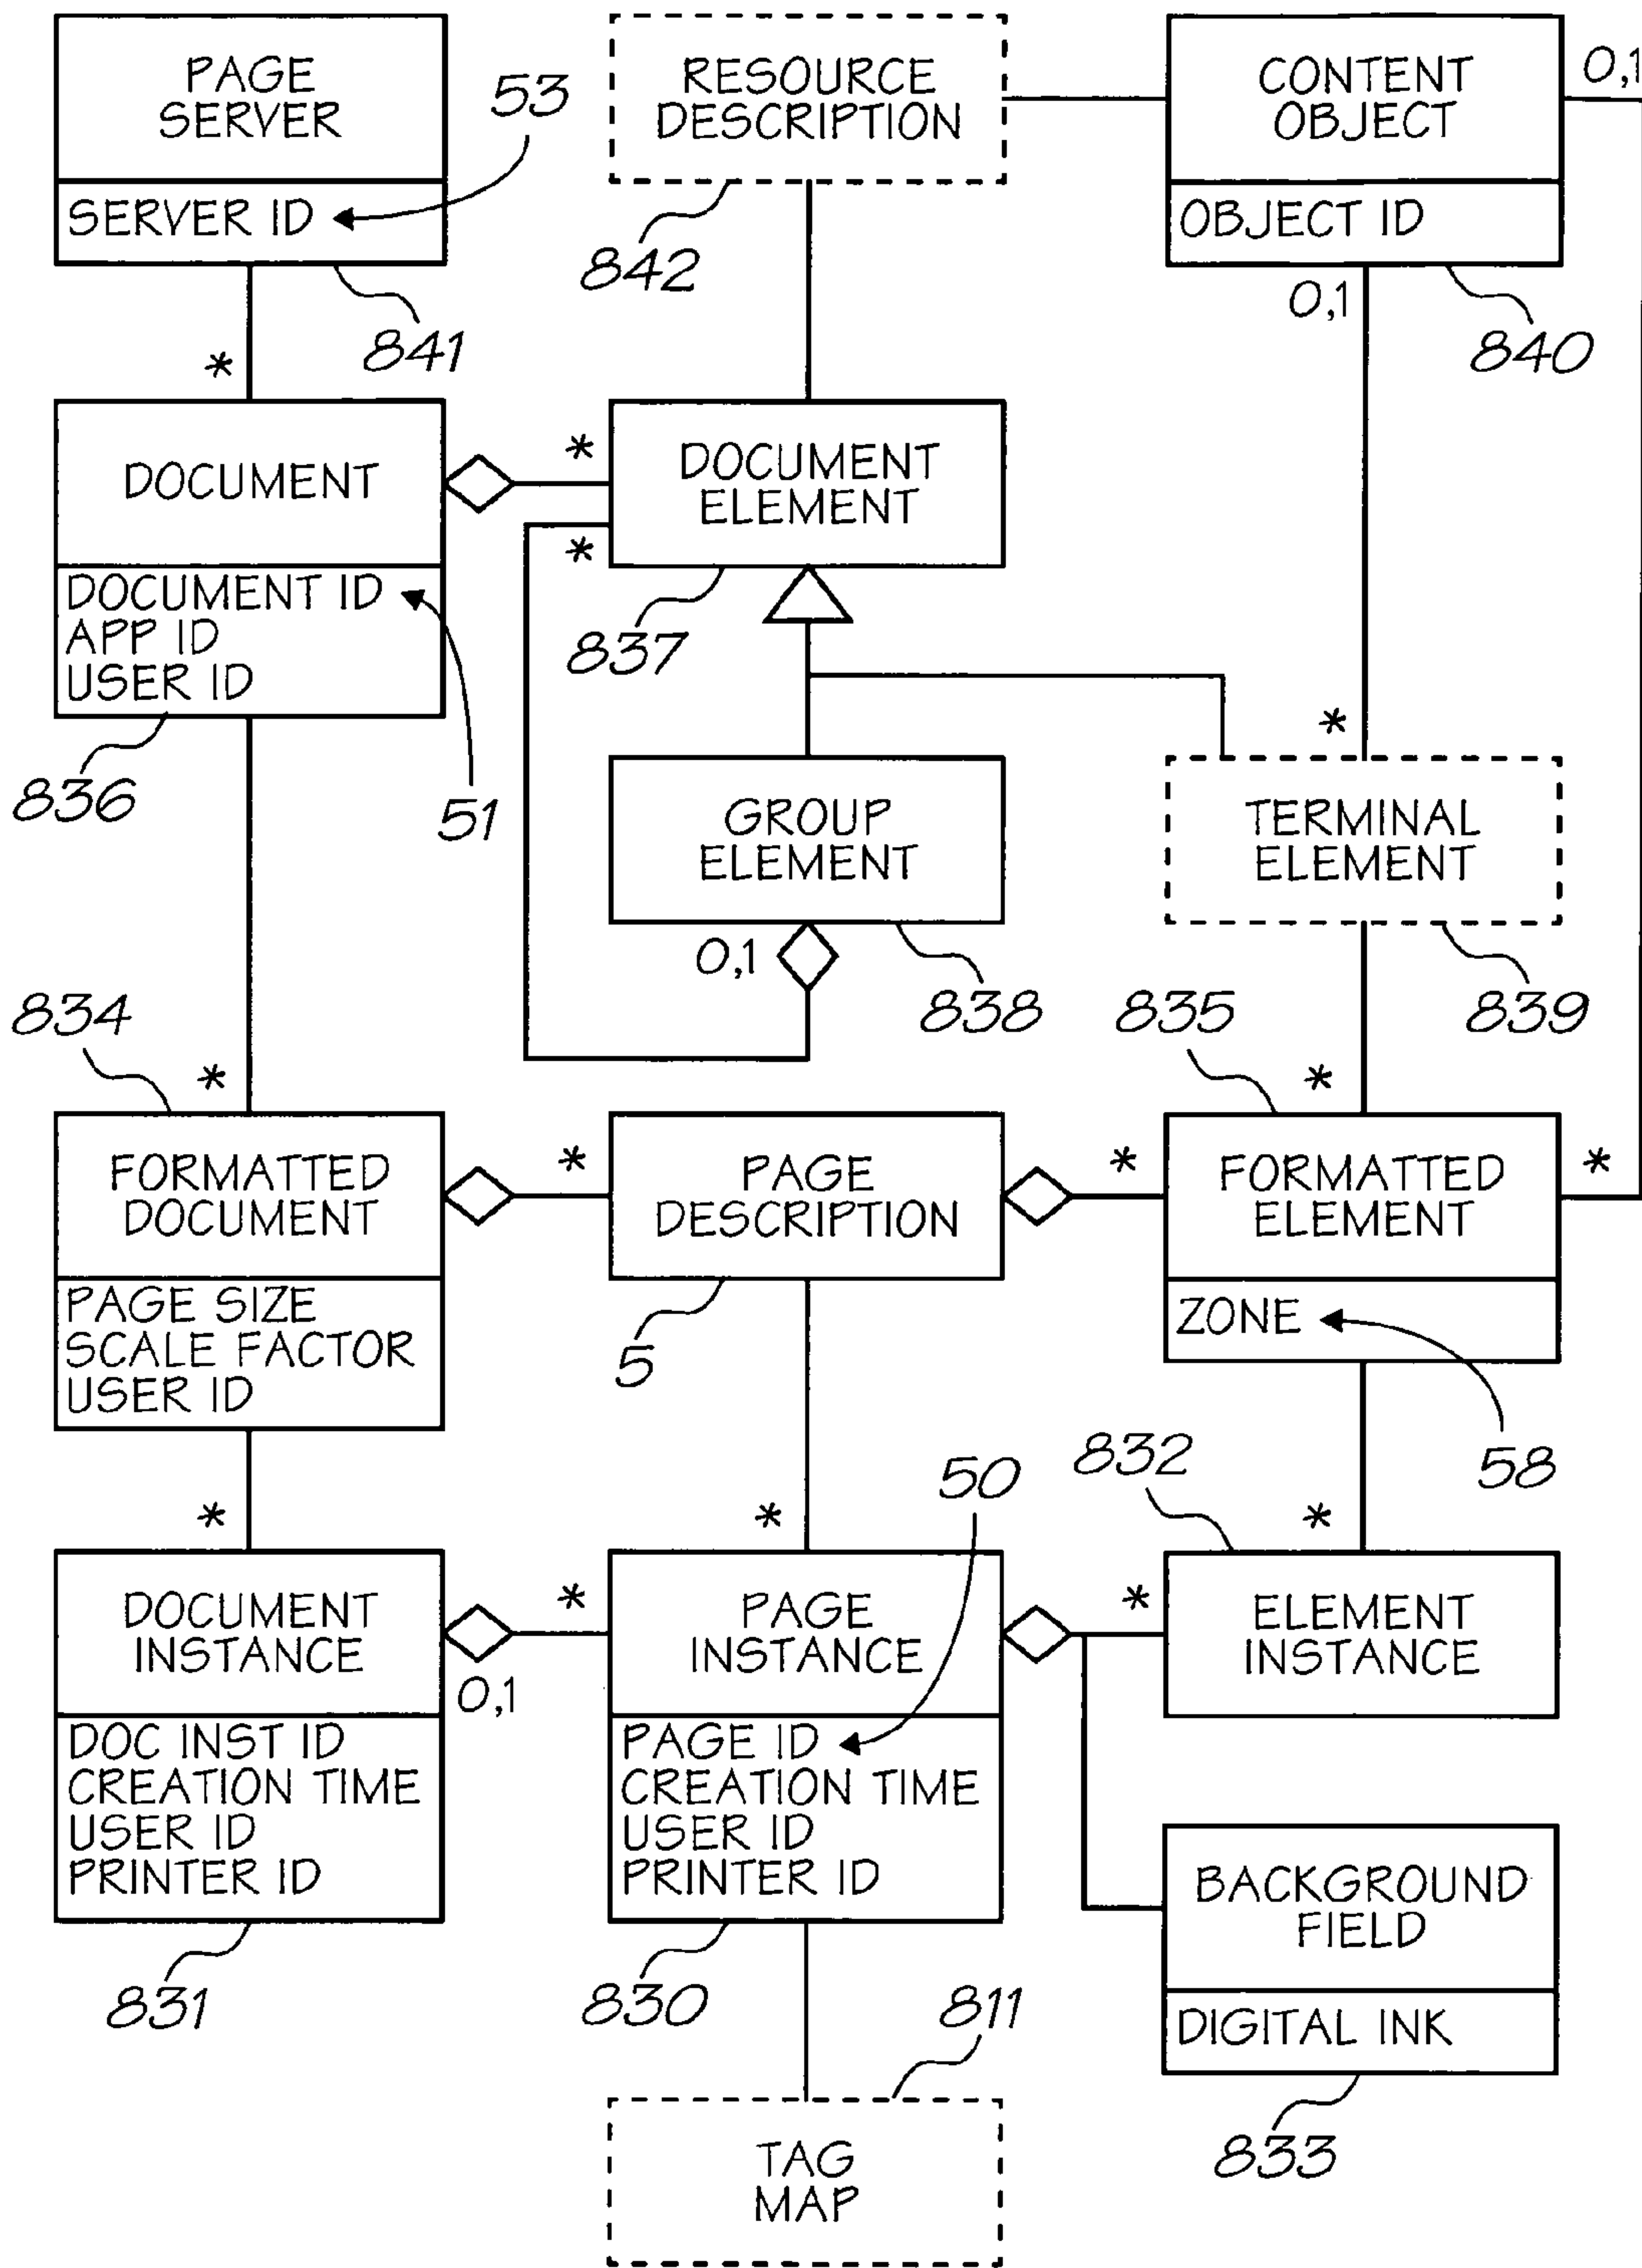 PAGE
SERVER
SERVER ID
53
841
RESOURCE
DESCRIPTION
842
CONTENT
OBJECT
OBJECT ID
0,1
0,1
840
*
DOCUMENT
DOCUMENT ID
APP ID
USER ID
836
51
*
*
DOCUMENT
ELEMENT
837
*
GROUP
ELEMENT
0,1
838
TERMINAL
ELEMENT
839
834
*
FORMATTED
DOCUMENT
PAGE SIZE
SCALE FACTOR
USER ID
*
PAGE
DESCRIPTION
5
835
*
*
*
FORMATTED
ELEMENT
ZONE
58
*
DOCUMENT
INSTANCE
DOC INST ID
CREATION TIME
USER ID
PRINTER ID
831
0,1
*
*
50
PAGE
INSTANCE
PAGE ID
CREATION TIME
USER ID
PRINTER ID
830
832
*
*
ELEMENT
INSTANCE
BACKGROUND
FIELD
DIGITAL INK
833
811
TAG
MAP